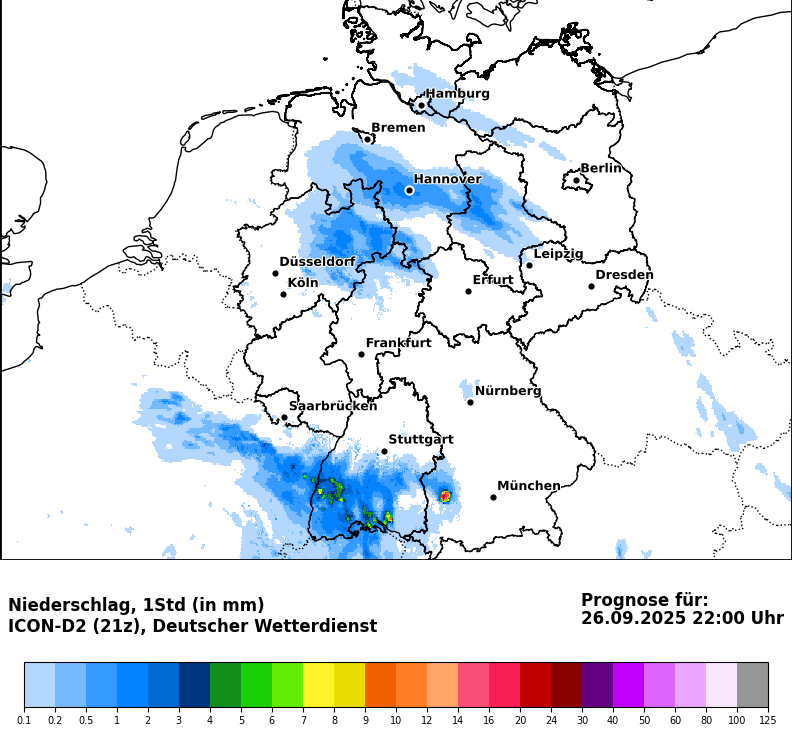 Hamburg
Bremen
Berlin
Hannover
Leipzig
Düsseldorf
Dresden
Köln
Erfurt
Frankfurt
Nürnberg
Saarbrücken
Stuttgart
München
Niederschlag, 1Std (in mm)
ICON-D2 (21z), Deutscher Wetterdienst
Prognose für:
26.09.2025 22:00 Uhr
0.1 0.2 0.5 1 2 3 4 5 6 7 8 9 10 12 14 16 20 24 30 40 50 60 80 100 125